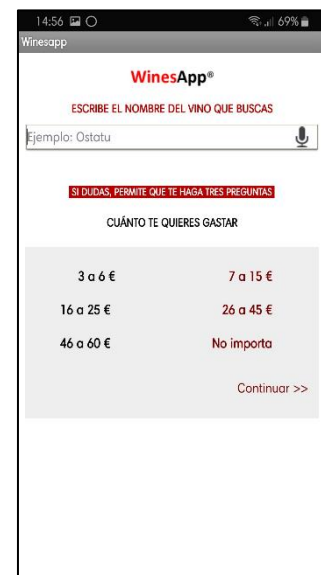 14:56 69%
Winesapp
WinesApp®
ESCRIBE EL NOMBRE DEL VINO QUE BUSCAS
Ejemplo: Ostatu
SI DUDAS, PERMITE QUE TE HAGA TRES PREGUNTAS
CUÁNTO TE QUIERES GASTAR
3 a 6 € 7 a 15 €
16 a 25 € 26 a 45 €
46 a 60 € No importa
Continuar >>